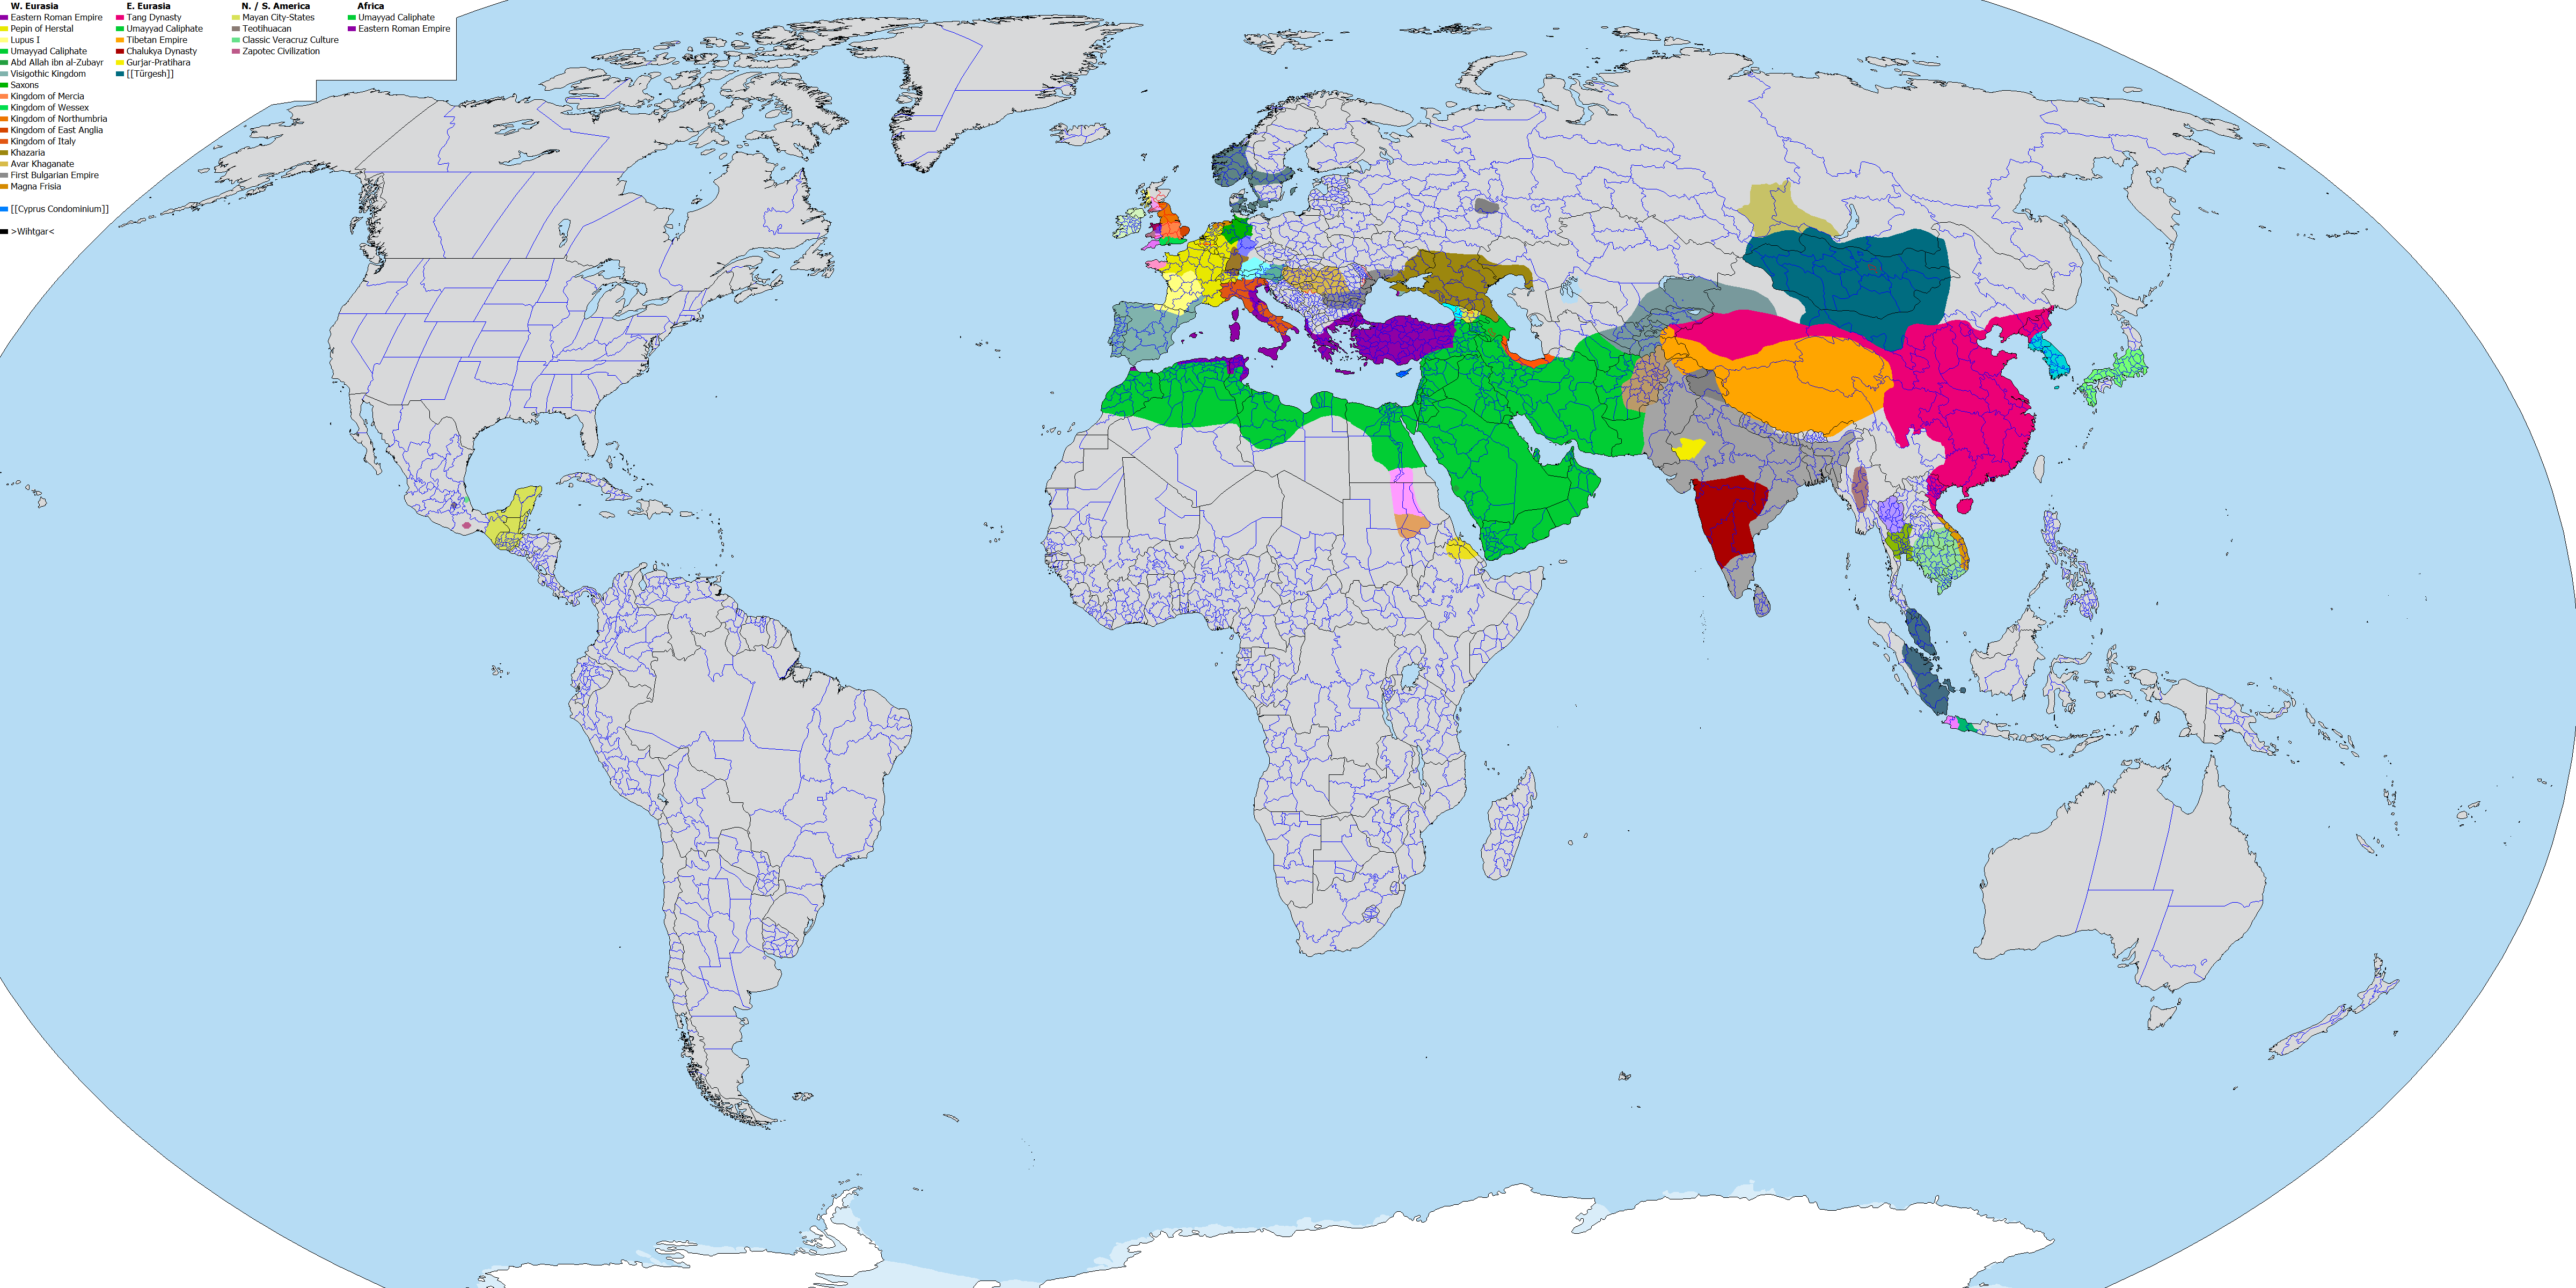 W. Eurasia
Eastern Roman Empire
Pepin of Herstal
Lupus I
Umayyad Caliphate
Abd Allah ibn al-Zubayr
Visigothic Kingdom
Saxons
Kingdom of Mercia
Kingdom of Wessex
Kingdom of Northumbria
Kingdom of East Anglia
Kingdom of Italy
Khazaria
Avar Khaganate
First Bulgarian Empire
Magna Frisia
[[Cyprus Condominium]]
>Wihtgar<
E. Eurasia
Tang Dynasty
Umayyad Caliphate
Tibetan Empire
Chalukya Dynasty
Gurjar-Pratihara
[[Türgesh]]
N. / S. America
Mayan City-States
Teotihuacan
Classic Veracruz Culture
Zapotec Civilization
Africa
Umayyad Caliphate
Eastern Roman Empire